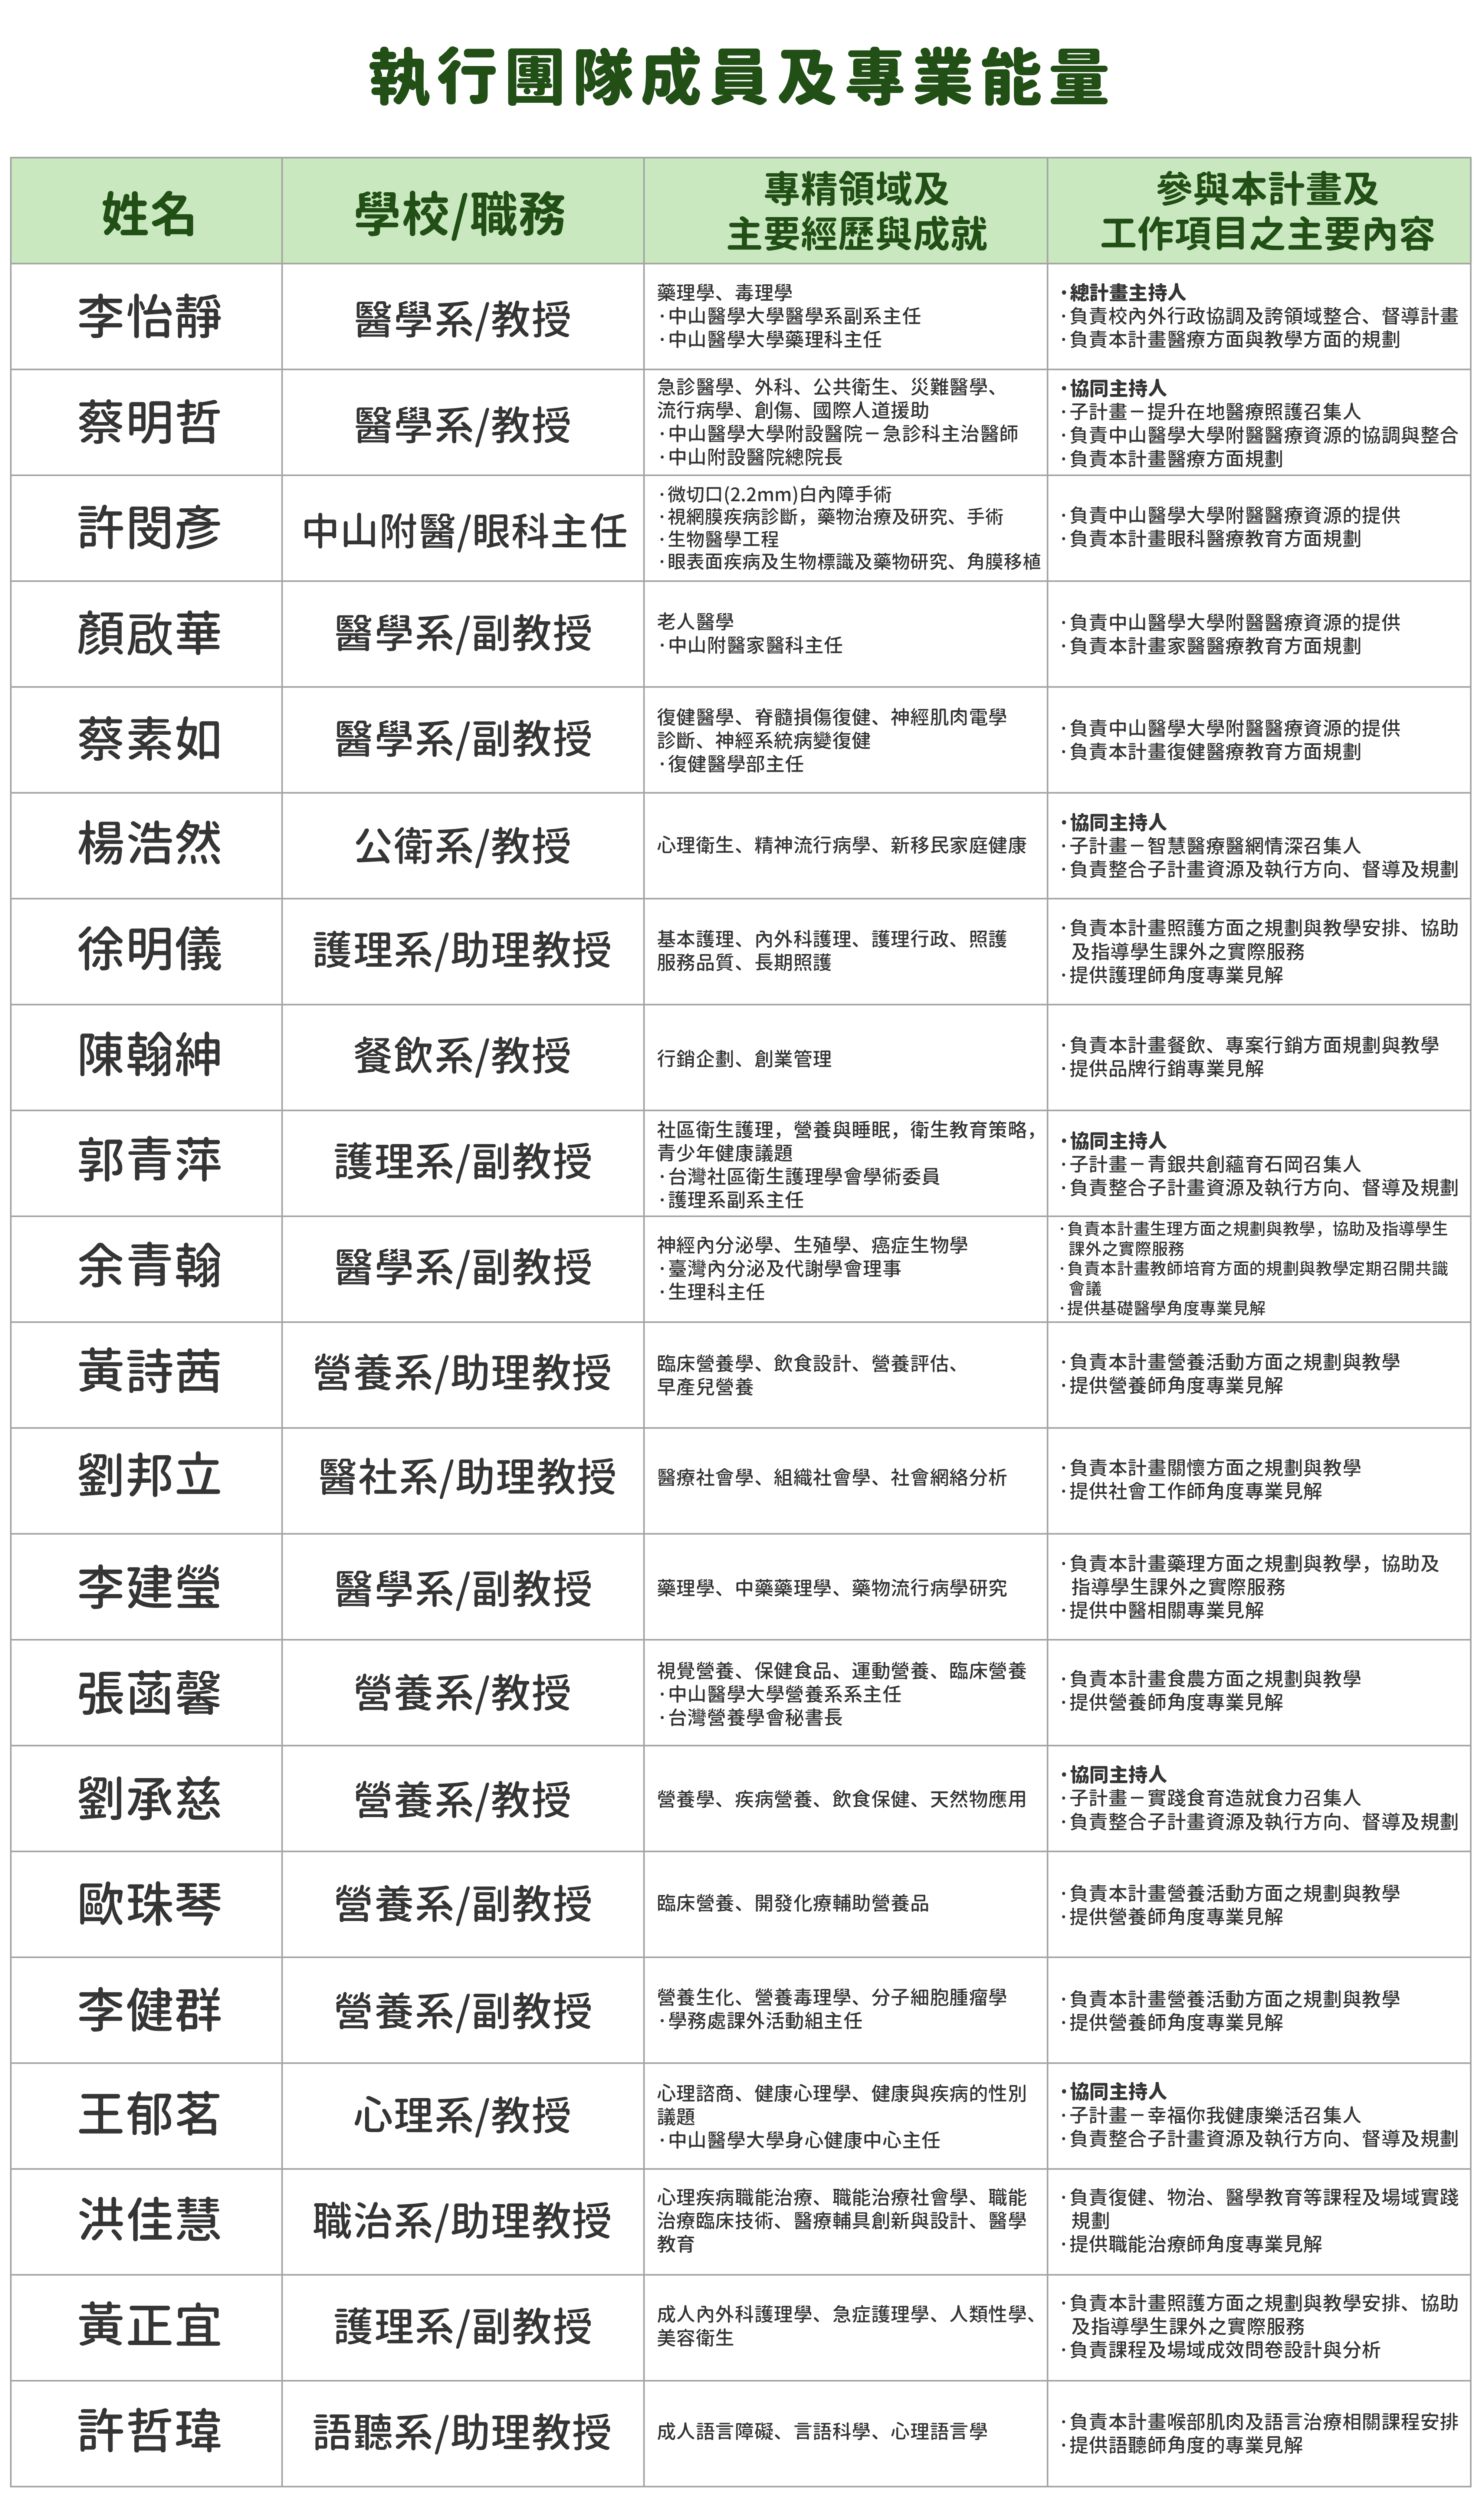 執行團隊成員及專業能量
姓名
學校/職務
專精領域及
主要經歷與成就
參與本計畫及
工作項目之主要內容
李怡靜
醫學系/教授
藥理學、毒理學
·中山醫學大學醫學系副系主任
·中山醫學大學藥理科主任
·總計畫主持人
·負責校內外行政協調及跨領域整合、督導計畫
·負責本計畫醫療方面與教學方面的規劃
蔡明哲
醫學系/教授
急診醫學、外科、公共衛生、災難醫學、
流行病學、創傷、國際人道援助
·中山醫學大學附設醫院－急診科主治醫師
·中山附設醫院總院長
·協同主持人
·子計畫－提升在地醫療照護召集人
·負責中山醫學大學附醫醫療資源的協調與整合
·負責本計畫醫療方面規劃
許閔彥
中山附醫/眼科主任
·微切口(2.2mm)白內障手術
·視網膜疾病診斷，藥物治療及研究、手術
·生物醫學工程
·眼表面疾病及生物標識及藥物研究、角膜移植
·負責中山醫學大學附醫醫療資源的提供
·負責本計畫眼科醫療教育方面規劃
顏啟華
醫學系/副教授
老人醫學
·中山附醫家醫科主任
·負責中山醫學大學附醫醫療資源的提供
·負責本計畫家醫醫療教育方面規劃
蔡素如
醫學系/副教授
復健醫學、脊髓損傷復健、神經肌肉電學
診斷、神經系統病變復健
·復健醫學部主任
·負責中山醫學大學附醫醫療資源的提供
·負責本計畫復健醫療教育方面規劃
楊浩然
公衛系/教授
心理衛生、精神流行病學、新移民家庭健康
·協同主持人
·子計畫－智慧醫療醫網情深召集人
·負責整合子計畫資源及執行方向、督導及規劃
徐明儀
護理系/助理教授
基本護理、內外科護理、護理行政、照護
服務品質、長期照護
·負責本計畫照護方面之規劃與教學安排、協助
及指導學生課外之實際服務
·提供護理師角度專業見解
陳翰紳
餐飲系/教授
行銷企劃、創業管理
·負責本計畫餐飲、專案行銷方面規劃與教學
·提供品牌行銷專業見解
郭青萍
護理系/副教授
社區衛生護理，營養與睡眠，衛生教育策略，
青少年健康議題
·台灣社區衛生護理學會學術委員
·護理系副系主任
·協同主持人
·子計畫－青銀共創蘊育石岡召集人
·負責整合子計畫資源及執行方向、督導及規劃
余青翰
醫學系/副教授
神經內分泌學、生殖學、癌症生物學
·臺灣內分泌及代謝學會理事
·生理科主任
·負責本計畫生理方面之規劃與教學，協助及指導學生
課外之實際服務
·負責本計畫教師培育方面的規劃與教學定期召開共識
會議
·提供基礎醫學角度專業見解
黃詩茜
營養系/助理教授
臨床營養學、飲食設計、營養評估、
早產兒營養
·負責本計畫營養活動方面之規劃與教學
·提供營養師角度專業見解
劉邦立
醫社系/助理教授
醫療社會學、組織社會學、社會網絡分析
·負責本計畫關懷方面之規劃與教學
·提供社會工作師角度專業見解
李建瑩
醫學系/副教授
藥理學、中藥藥理學、藥物流行病學研究
·負責本計畫藥理方面之規劃與教學，協助及
指導學生課外之實際服務
·提供中醫相關專業見解
張菡馨
營養系/教授
視覺營養、保健食品、運動營養、臨床營養
·中山醫學大學營養系系主任
·台灣營養學會秘書長
·負責本計畫食農方面之規劃與教學
·提供營養師角度專業見解
劉承慈
營養系/教授
營養學、疾病營養、飲食保健、天然物應用
·協同主持人
·子計畫－實踐食育造就食力召集人
·負責整合子計畫資源及執行方向、督導及規劃
歐珠琴
營養系/副教授
臨床營養、開發化療輔助營養品
·負責本計畫營養活動方面之規劃與教學
·提供營養師角度專業見解
李健群
營養系/副教授
營養生化、營養毒理學、分子細胞腫瘤學
·學務處課外活動組主任
·負責本計畫營養活動方面之規劃與教學
·提供營養師角度專業見解
王郁茗
心理系/教授
心理諮商、健康心理學、健康與疾病的性別
議題
·中山醫學大學身心健康中心主任
·協同主持人
·子計畫－幸福你我健康樂活召集人
·負責整合子計畫資源及執行方向、督導及規劃
洪佳慧
職治系/助理教授
心理疾病職能治療、職能治療社會學、職能
治療臨床技術、醫療輔具創新與設計、醫學
教育
·負責復健、物治、醫學教育等課程及場域實踐
規劃
·提供職能治療師角度專業見解
黃正宜
護理系/副教授
成人內外科護理學、急症護理學、人類性學、
美容衛生
·負責本計畫照護方面之規劃與教學安排、協助
及指導學生課外之實際服務
·負責課程及場域成效問卷設計與分析
許哲瑋
語聽系/助理教授
成人語言障礙、言語科學、心理語言學
·負責本計畫喉部肌肉及語言治療相關課程安排
·提供語聽師角度的專業見解